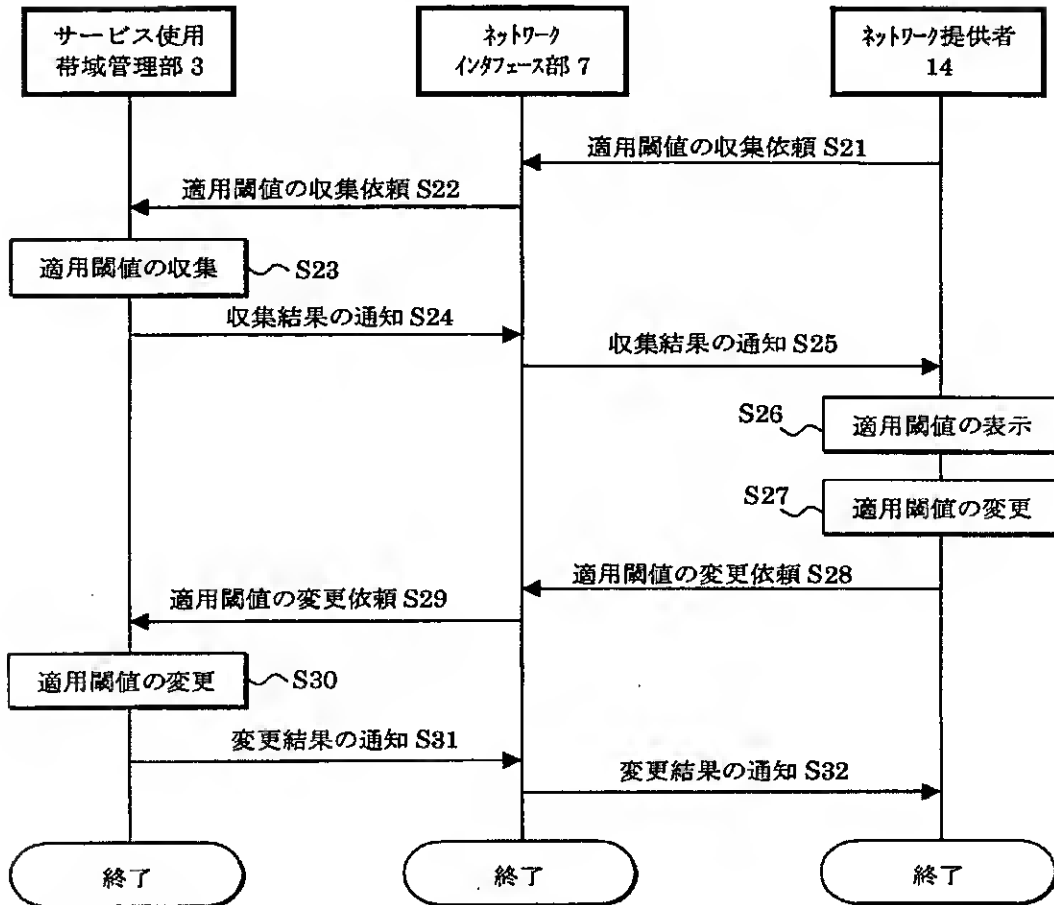 サービス使用
帯域管理部 3
ネットワーク
インタフェース部 7
ネットワーク提供者
14
適用閾値の収集依頼 S21
適用閾値の収集依頼 S22
適用閾値の収集
S23
収集結果の通知 S24
収集結果の通知 S25
S26
適用閾値の表示
S27
適用閾値の変更
適用閾値の変更依頼 S28
適用閾値の変更依頼 S29
適用閾値の変更
S30
変更結果の通知 S31
変更結果の通知 S32
終了
終了
終了